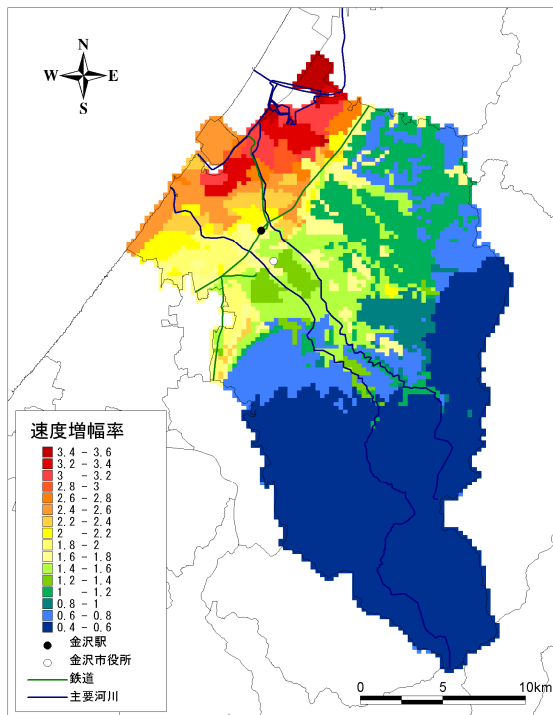 N
W E
S
速度増幅率
3.4 - 3.6
3.2 - 3.4
3 - 3.2
2.8 - 3
2.6 - 2.8
2.4 - 2.6
2.2 - 2.4
2 - 2.2
1.8 - 2
1.6 - 1.8
1.4 - 1.6
1.2 - 1.4
1 - 1.2
0.8 - 1
0.6 - 0.8
0.4 - 0.6
金沢駅
金沢市役所
鉄道
主要河川
0 5 10km